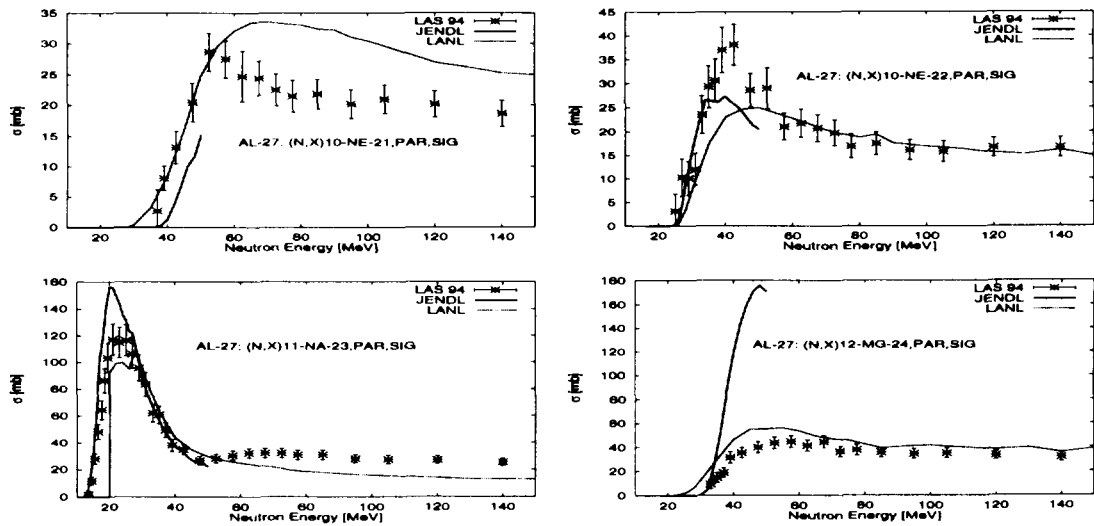 35
30
25
20
15
10
5
0
σ [mb]
LAS 94
JENDL
LANL
AL-27: (N,X)10-NE-21,PAR,SIG
20 40 60 80 100 120 140
Neutron Energy [MeV]
45
40
35
30
25
20
15
10
5
0
σ [mb]
LAS 94
JENDL
LANL
AL-27: (N,X)10-NE-22,PAR,SIG
20 40 60 80 100 120 140
Neutron Energy [MeV]
180
160
140
120
100
80
60
40
20
0
σ [mb]
LAS 94
JENDL
LANL
AL-27: (N,X)11-NA-23,PAR,SIG
20 40 60 80 100 120 140
Neutron Energy [MeV]
180
160
140
120
100
80
60
40
20
0
σ [mb]
LAS 94
JENDL
LANL
AL-27: (N,X)12-MG-24,PAR,SIG
20 40 60 80 100 120 140
Neutron Energy [MeV]